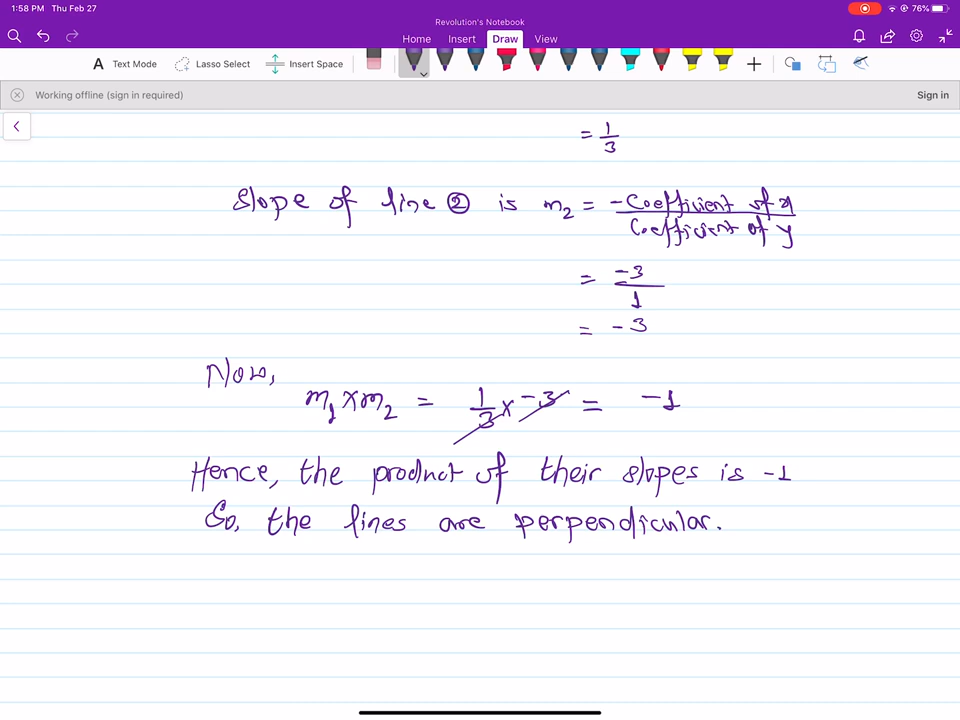 1:58 PM Thu Feb 27
76%
Revolution's Notebook
Home Insert Draw View
Text Mode Lasso Select Insert Space
Working offline (sign in required) Sign in
= 1/3
Slope of line ② is m₂ = -Coefficient of x / Coefficient of y
= -3/1
= -3
Now,
m₁ × m₂ = 1/3 × -3 = -1
Hence, the product of their slopes is -1
So, the lines are perpendicular.